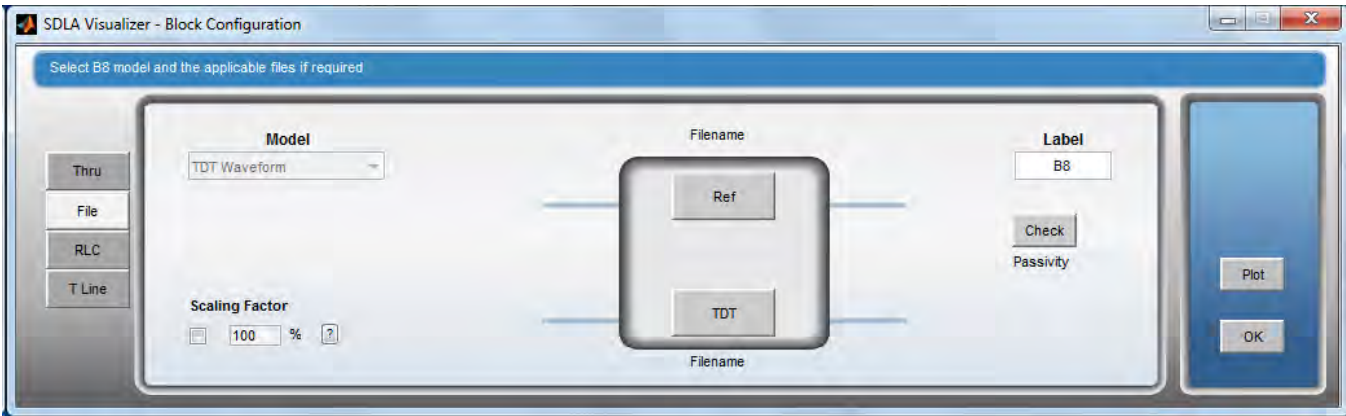 SDLA Visualizer - Block Configuration
Select B8 model and the applicable files if required
Thru
File
RLC
T Line
Model
TDT Waveform
Scaling Factor
100 % ?
Filename
Ref
TDT
Filename
Label
B8
Check
Passivity
Plot
OK